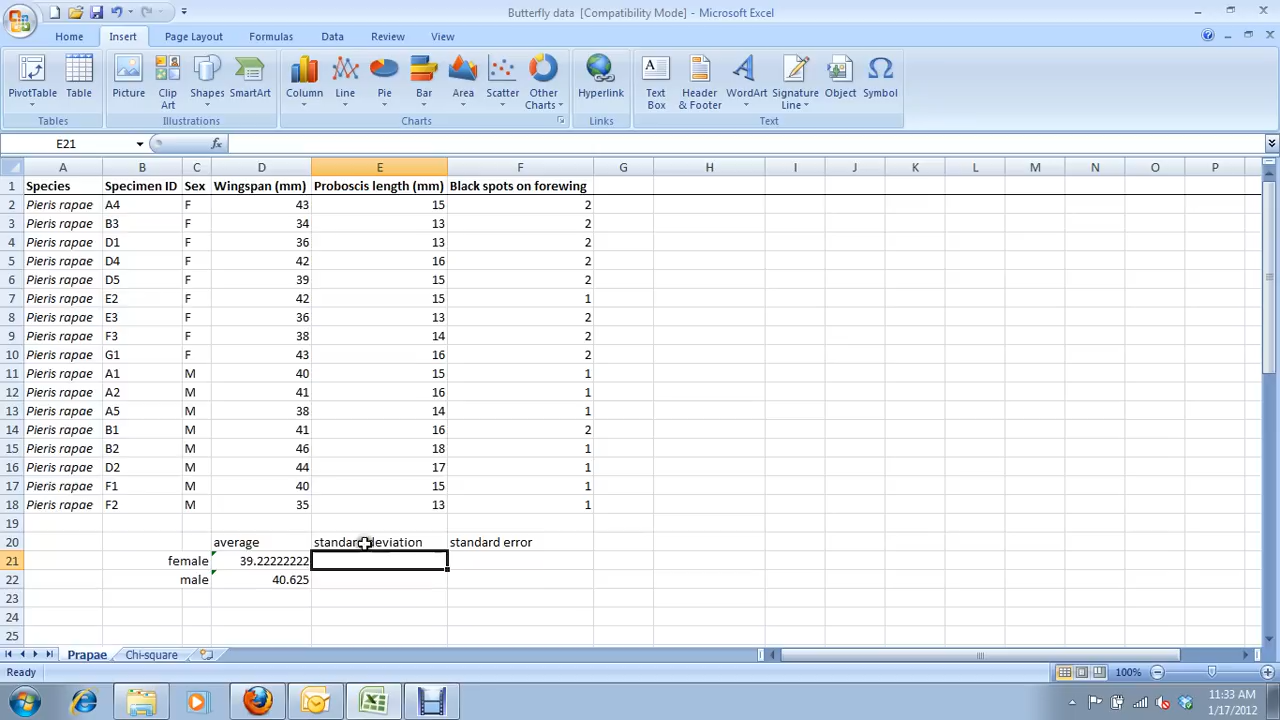 Butterfly data [Compatibility Mode] - Microsoft Excel
Home Insert Page Layout Formulas Data Review View
PivotTable Table Picture Clip Art Shapes SmartArt Column Line Pie Bar Area Scatter Other Charts Hyperlink Text Box Header & Footer WordArt Signature Line Object Symbol
Tables Illustrations Charts Links Text
E21 fx
A B C D E F G H I J K L M N O P
1 Species Specimen ID Sex Wingspan (mm) Proboscis length (mm) Black spots on forewing
2 Pieris rapae A4 F 43 15 2
3 Pieris rapae B3 F 34 13 2
4 Pieris rapae D1 F 36 13 2
5 Pieris rapae D4 F 42 16 2
6 Pieris rapae D5 F 39 15 2
7 Pieris rapae E2 F 42 15 1
8 Pieris rapae E3 F 36 13 2
9 Pieris rapae F3 F 38 14 2
10 Pieris rapae G1 F 43 16 2
11 Pieris rapae A1 M 40 15 1
12 Pieris rapae A2 M 41 16 1
13 Pieris rapae A5 M 38 14 1
14 Pieris rapae B1 M 41 16 2
15 Pieris rapae B2 M 46 18 1
16 Pieris rapae D2 M 44 17 1
17 Pieris rapae F1 M 40 15 1
18 Pieris rapae F2 M 35 13 1
19
20 average standard deviation standard error
21 female 39.22222222
22 male 40.625
23
24
25
Prapae Chi-square
Ready 100%
11:33 AM
1/17/2012